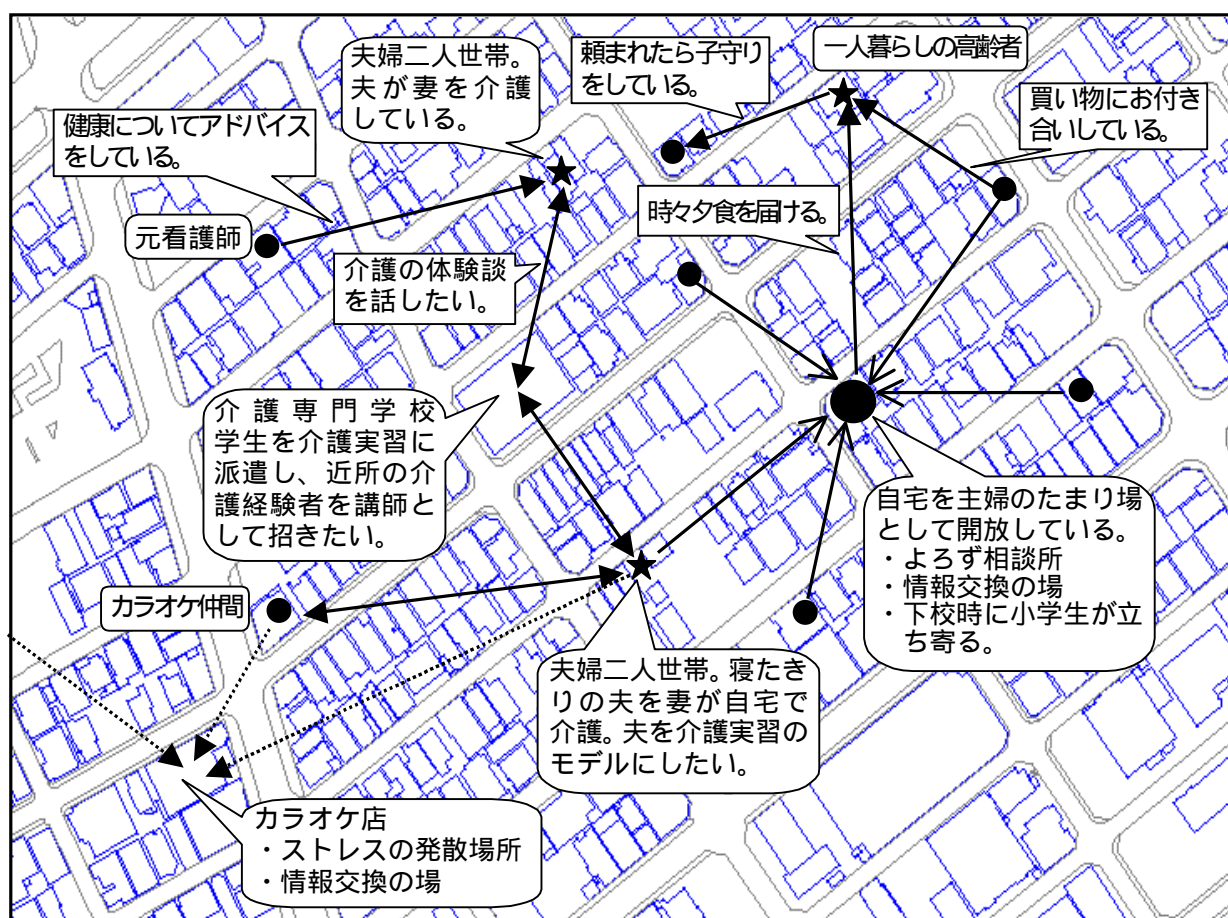 夫婦二人世帯。
夫が妻を介護
している。
頼まれたら子守り
をしている。
一人暮らしの高齢者
買い物にお付き
合いしている。
健康についてアドバイス
をしている。
元看護師
時々夕食を届ける。
介護の体験談
を話したい。
介護専門学校
学生を介護実習に
派遣し、近所の介
護経験者を講師と
して招きたい。
自宅を主婦のたまり場
として開放している。
・よろず相談所
・情報交換の場
・下校時に小学生が立
ち寄る。
カラオケ仲間
夫婦二人世帯。寝たき
りの夫を妻が自宅で
介護。夫を介護実習の
モデルにしたい。
カラオケ店
・ストレスの発散場所
・情報交換の場